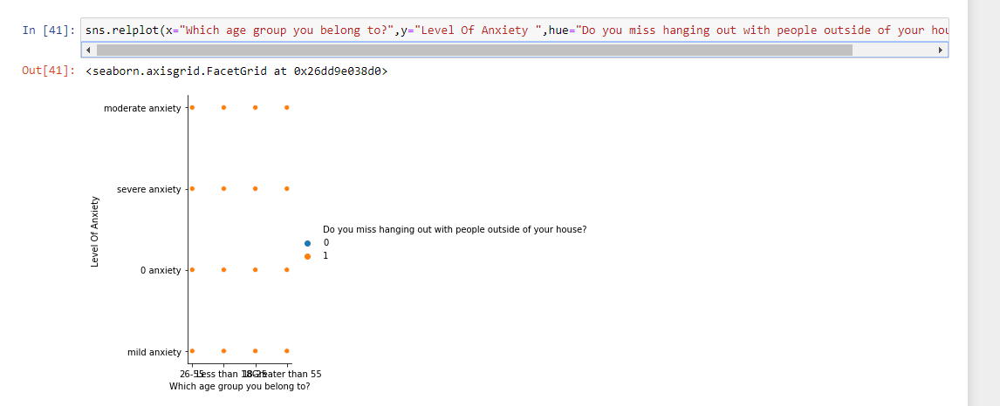 In [41]: sns.relplot(x="Which age group you belong to?",y="Level Of Anxiety ",hue="Do you miss hanging out with people outside of your hou
Out[41]: <seaborn.axisgrid.FacetGrid at 0x26dd9e038d0>
moderate anxiety
severe anxiety
0 anxiety
mild anxiety
Level Of Anxiety
Do you miss hanging out with people outside of your house?
0
1
26-55 Less than 18 18-25 Greater than 55
Which age group you belong to?